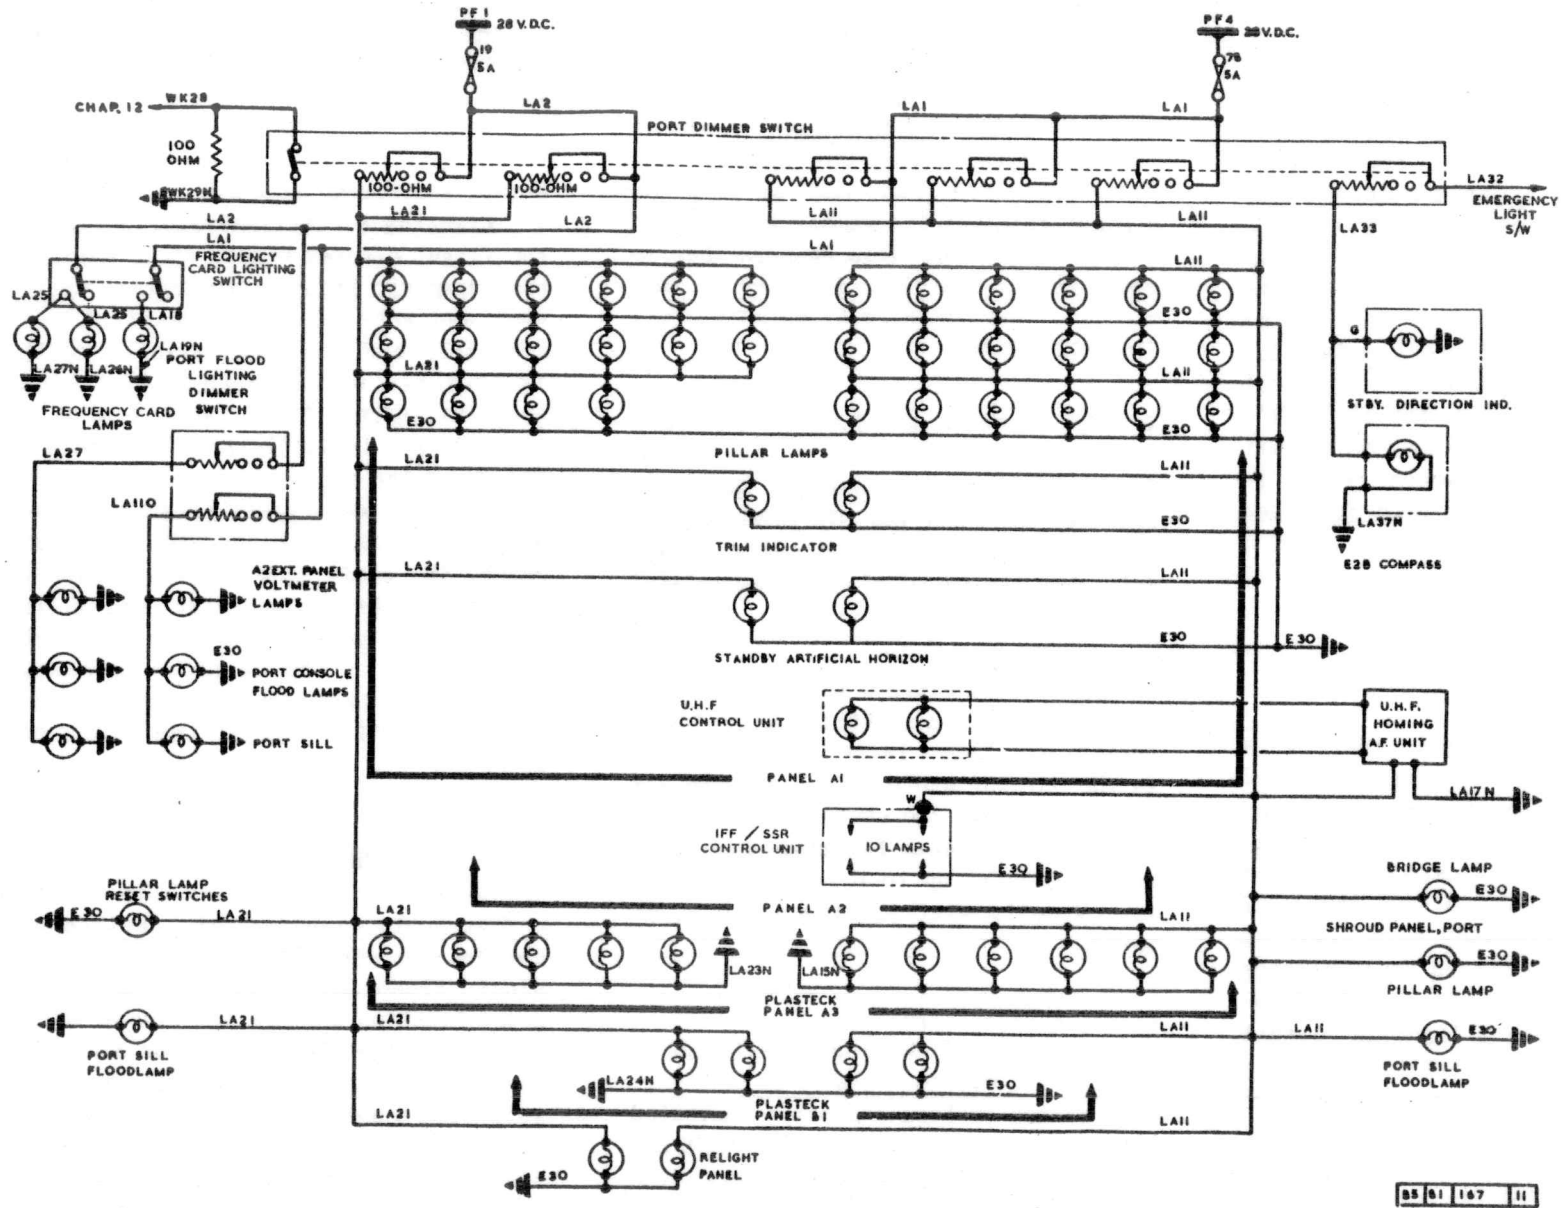 PF 1
28 V.D.C.
19
5A
PF 4
28 V.D.C.
78
5A
CHAP. 12
WK28
LA2
LA1
LA1
PORT DIMMER SWITCH
100
OHM
WK29N
100-OHM
100-OHM
LA32
EMERGENCY
LIGHT
S/W
LA21
LA2
LA11
LA11
LA33
LA2
LA1
LA1
FREQUENCY
CARD LIGHTING
SWITCH
LA11
LA25
LA25
LA18
E30
LA19N
PORT FLOOD
LIGHTING
DIMMER
SWITCH
LA27N
LA26N
FREQUENCY CARD
LAMPS
LA21
LA11
G
STBY. DIRECTION IND.
E30
E30
PILLAR LAMPS
LA27
LA21
LA11
LA110
E30
TRIM INDICATOR
LA37N
E2B COMPASS
A2 EXT. PANEL
VOLTMETER
LAMPS
LA21
LA11
E30
E30
STANDBY ARTIFICIAL HORIZON
E30
PORT CONSOLE
FLOOD LAMPS
PORT SILL
U.H.F
CONTROL UNIT
U.H.F.
HOMING
A.F. UNIT
PANEL A1
LA17N
W
IFF / SSR
CONTROL UNIT
10 LAMPS
E30
PANEL A2
PILLAR LAMP
RESET SWITCHES
E30
LA21
LA21
LA11
BRIDGE LAMP
E30
SHROUD PANEL, PORT
LA23N
LA15N
E30
PILLAR LAMP
PLASTECK
PANEL A3
LA21
LA21
LA11
LA11
E30
PORT SILL
FLOODLAMP
PORT SILL
FLOODLAMP
LA24N
E30
PLASTECK
PANEL B1
LA21
LA11
RELIGHT
PANEL
E30
B5 B1 167 11